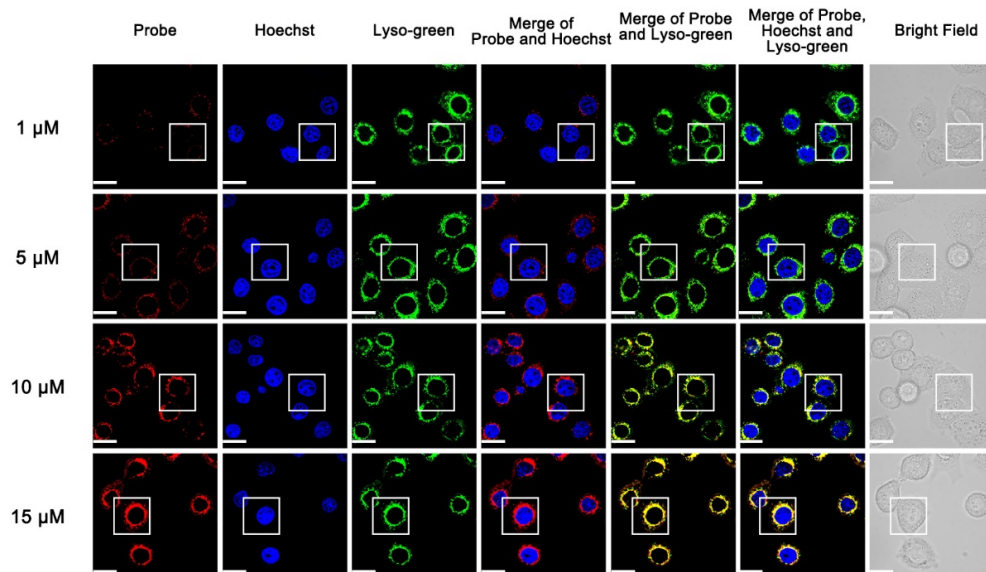 Probe
Hoechst
Lyso-green
Merge of
Probe and Hoechst
Merge of Probe
and Lyso-green
Merge of Probe,
Hoechst and
Lyso-green
Bright Field
1 μM
5 μM
10 μM
15 μM